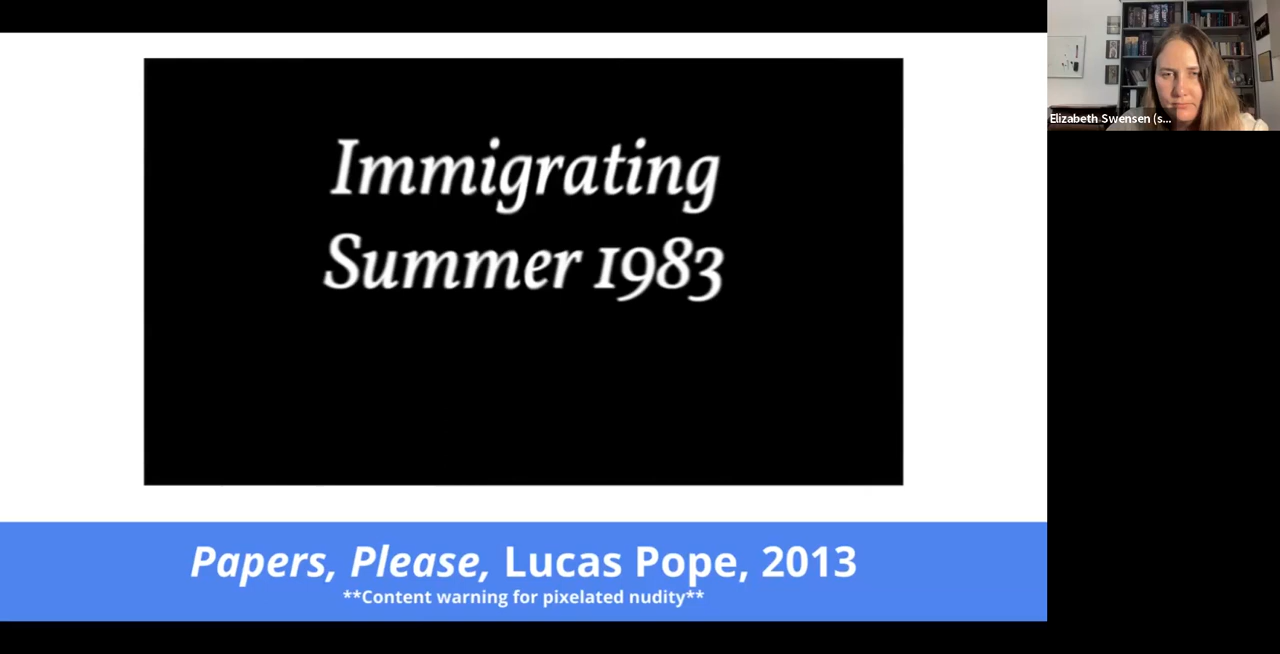 Immigrating
Summer 1983
Papers, Please, Lucas Pope, 2013
**Content warning for pixelated nudity**
Elizabeth Swensen (s...